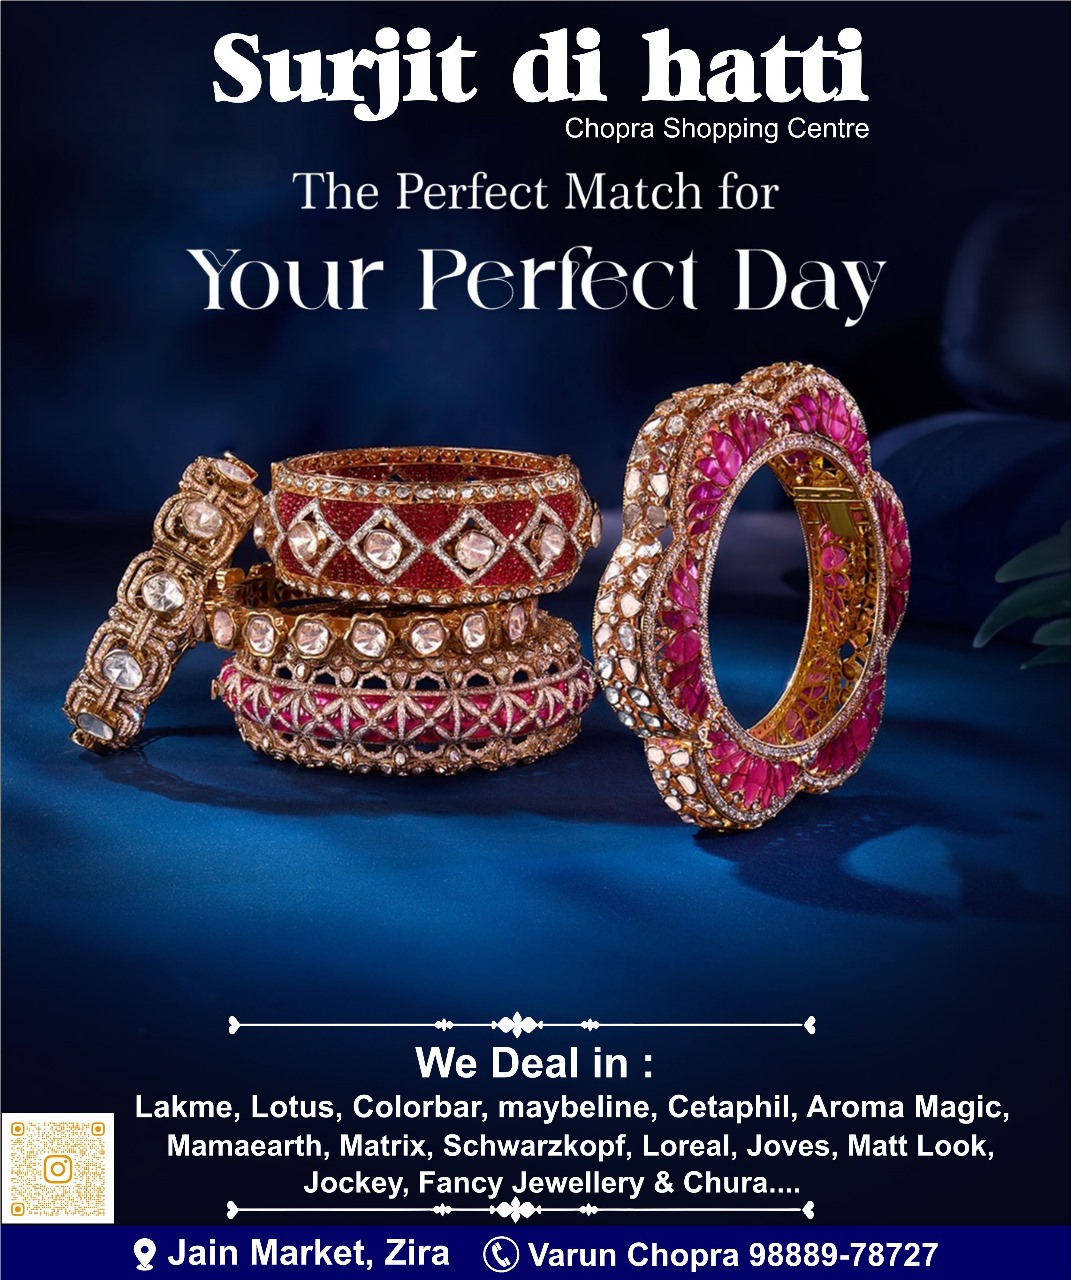 Surjit di hatti
Chopra Shopping Centre
The Perfect Match for
Your Perfect Day
We Deal in :
Lakme, Lotus, Colorbar, maybeline, Cetaphil, Aroma Magic,
Mamaearth, Matrix, Schwarzkopf, Loreal, Joves, Matt Look,
Jockey, Fancy Jewellery & Chura....
Jain Market, Zira
Varun Chopra 98889-78727